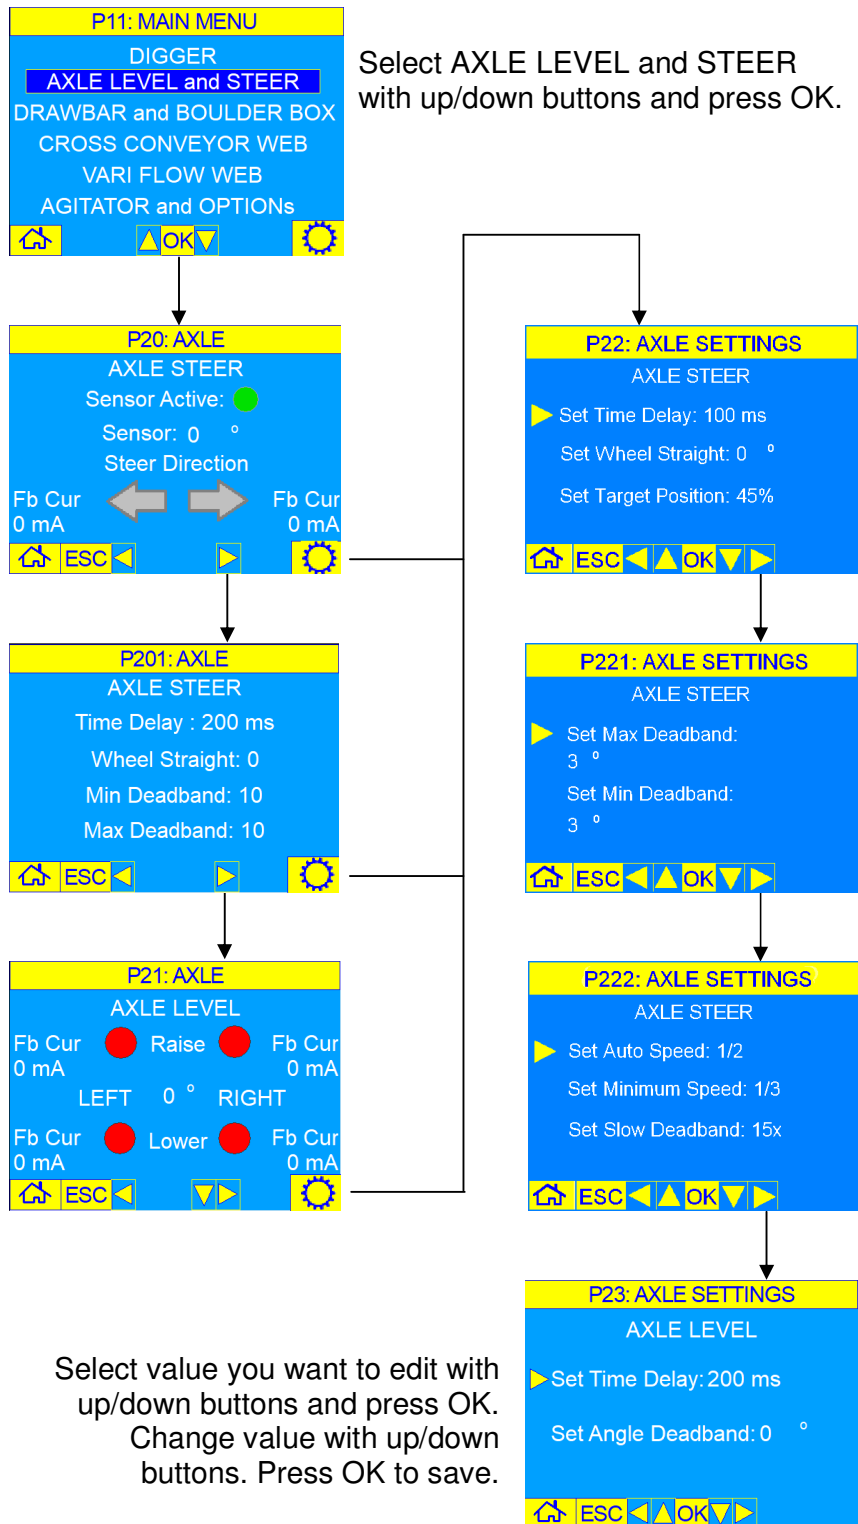 P11: MAIN MENU
DIGGER
AXLE LEVEL and STEER
DRAWBAR and BOULDER BOX
CROSS CONVEYOR WEB
VARI FLOW WEB
AGITATOR and OPTIONs
OK
Select AXLE LEVEL and STEER
with up/down buttons and press OK.
P20: AXLE
AXLE STEER
Sensor Active:
Sensor: 0 °
Steer Direction
Fb Cur Fb Cur
0 mA 0 mA
ESC
P201: AXLE
AXLE STEER
Time Delay : 200 ms
Wheel Straight: 0
Min Deadband: 10
Max Deadband: 10
ESC
P21: AXLE
AXLE LEVEL
Fb Cur Raise Fb Cur
0 mA 0 mA
LEFT 0 ° RIGHT
Fb Cur Lower Fb Cur
0 mA 0 mA
ESC
P22: AXLE SETTINGS
AXLE STEER
Set Time Delay: 100 ms
Set Wheel Straight: 0 °
Set Target Position: 45%
ESC OK
P221: AXLE SETTINGS
AXLE STEER
Set Max Deadband:
3 °
Set Min Deadband:
3 °
ESC OK
P222: AXLE SETTINGS
AXLE STEER
Set Auto Speed: 1/2
Set Minimum Speed: 1/3
Set Slow Deadband: 15x
ESC OK
P23: AXLE SETTINGS
AXLE LEVEL
Set Time Delay: 200 ms
Set Angle Deadband: 0 °
ESC OK
Select value you want to edit with
up/down buttons and press OK.
Change value with up/down
buttons. Press OK to save.